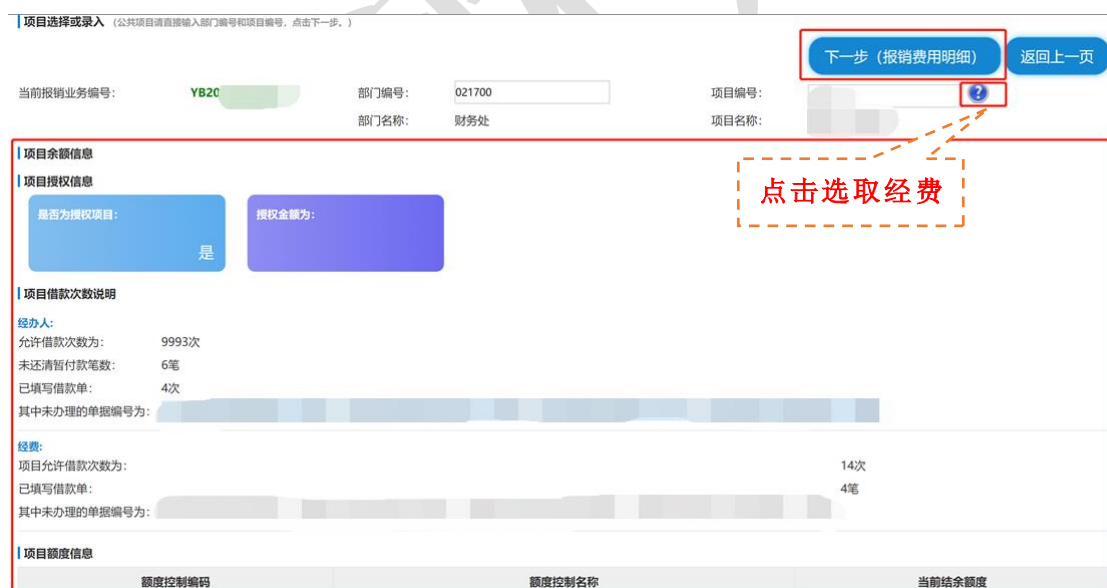 项目选择或录入 (公共项目请直接输入部门编号和项目编号，点击下一步。)
下一步（报销费用明细） 返回上一页
当前报销业务编号: YB20 部门编号: 021700 项目编号: ?
部门名称: 财务处 项目名称:
项目余额信息
项目授权信息
点击选取经费
是否为授权项目: 授权金额为:
是
项目借款次数说明
经办人:
允许借款次数为: 9993次
未还清暂付款笔数: 6笔
已填写借款单: 4次
其中未办理的单据编号为:
经费:
项目允许借款次数为: 14次
已填写借款单: 4笔
其中未办理的单据编号为:
项目额度信息
额度控制编码 额度控制名称 当前结余额度